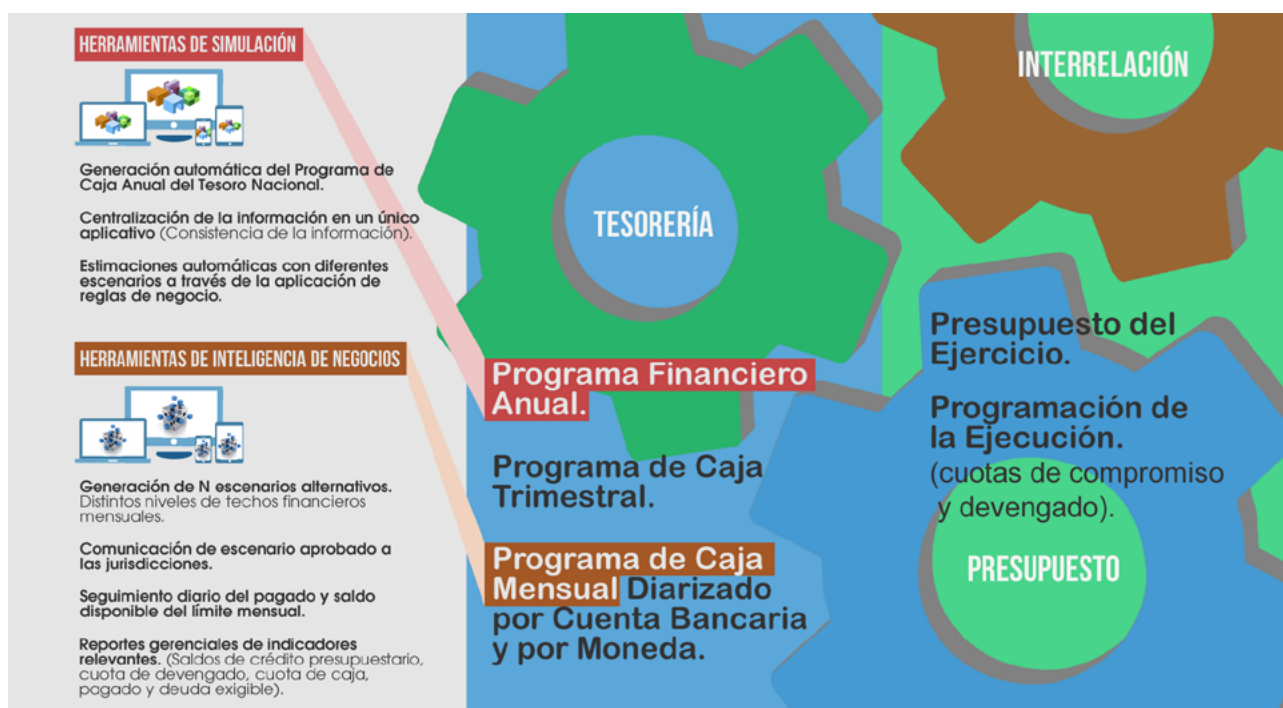 HERRAMIENTAS DE SIMULACIÓN
Generación automática del Programa de
Caja Anual del Tesoro Nacional.
Centralización de la información en un único
aplicativo (Consistencia de la información).
Estimaciones automáticas con diferentes
escenarios a través de la aplicación de
reglas de negocio.
HERRAMIENTAS DE INTELIGENCIA DE NEGOCIOS
Generación de N escenarios alternativos.
Distintos niveles de techos financieros
mensuales.
Comunicación de escenario aprobado a
las jurisdicciones.
Seguimiento diario del pagado y saldo
disponible del límite mensual.
Reportes gerenciales de indicadores
relevantes. (Saldos de crédito presupuestario,
cuota de devengado, cuota de caja,
pagado y deuda exigible).
TESORERÍA
Programa Financiero
Anual.
Programa de Caja
Trimestral.
Programa de Caja
Mensual Diarizado
por Cuenta Bancaria
y por Moneda.
INTERRELACIÓN
Presupuesto del
Ejercicio.
Programación de
la Ejecución.
(cuotas de compromiso
y devengado).
PRESUPUESTO